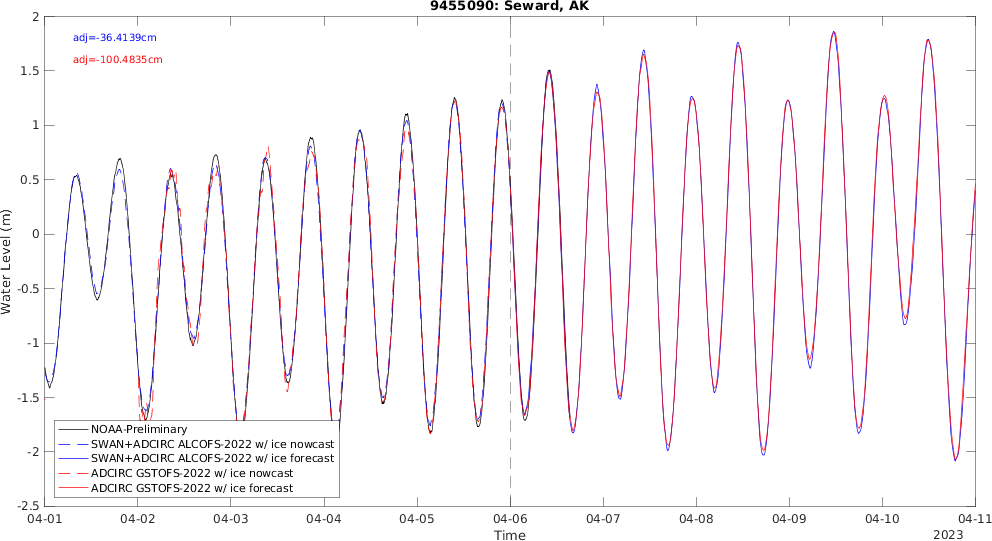 9455090: Seward, AK
adj=-36.4139cm
adj=-100.4835cm
Water Level (m)
2
1.5
1
0.5
0
-0.5
-1
-1.5
-2
-2.5
NOAA-Preliminary
SWAN+ADCIRC ALCOFS-2022 w/ ice nowcast
SWAN+ADCIRC ALCOFS-2022 w/ ice forecast
ADCIRC GSTOFS-2022 w/ ice nowcast
ADCIRC GSTOFS-2022 w/ ice forecast
04-01 04-02 04-03 04-04 04-05 04-06 04-07 04-08 04-09 04-10 04-11
Time
2023